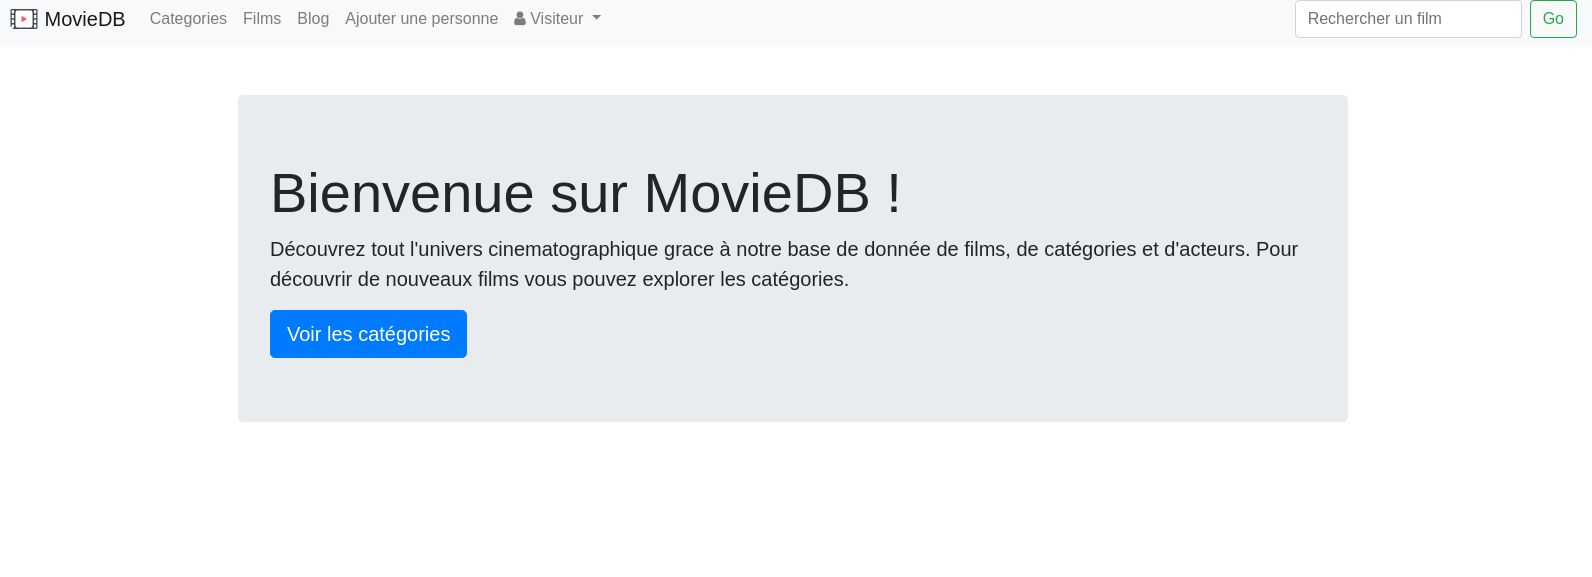 MovieDB Categories Films Blog Ajouter une personne Visiteur Rechercher un film Go
Bienvenue sur MovieDB !
Découvrez tout l'univers cinematographique grace à notre base de donnée de films, de catégories et d'acteurs. Pour
découvrir de nouveaux films vous pouvez explorer les catégories.
Voir les catégories